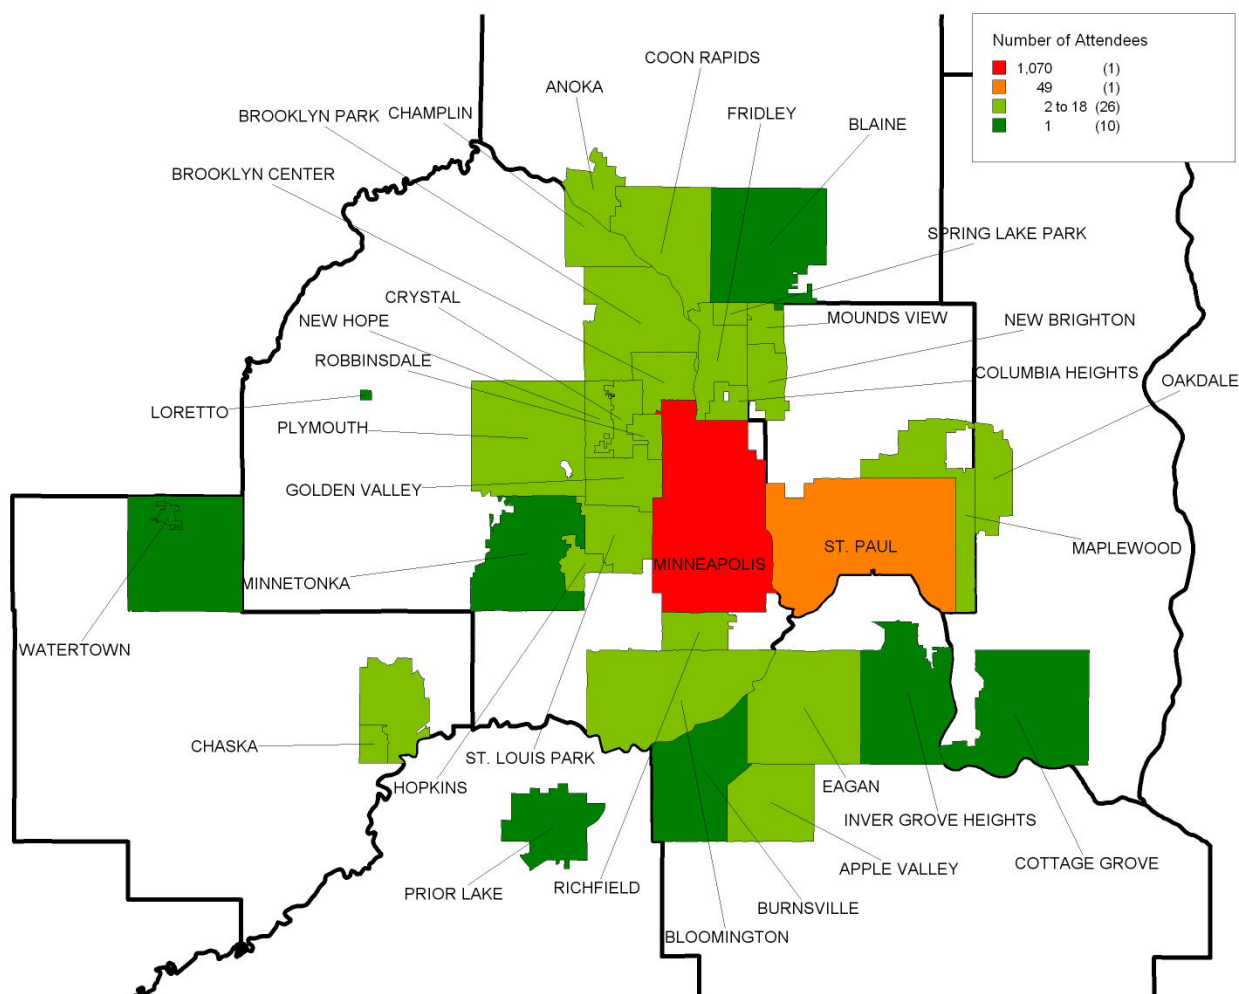 Number of Attendees
1,070 (1)
49 (1)
2 to 18 (26)
1 (10)
COON RAPIDS
ANOKA
CHAMPLIN
FRIDLEY
BROOKLYN PARK
BLAINE
BROOKLYN CENTER
SPRING LAKE PARK
CRYSTAL
MOUNDS VIEW
NEW HOPE
NEW BRIGHTON
ROBBINSDALE
COLUMBIA HEIGHTS
OAKDALE
LORETTO
PLYMOUTH
GOLDEN VALLEY
ST. PAUL
MAPLEWOOD
MINNEAPOLIS
MINNETONKA
WATERTOWN
CHASKA
ST. LOUIS PARK
HOPKINS
EAGAN
INVER GROVE HEIGHTS
COTTAGE GROVE
APPLE VALLEY
PRIOR LAKE
RICHFIELD
BURNSVILLE
BLOOMINGTON